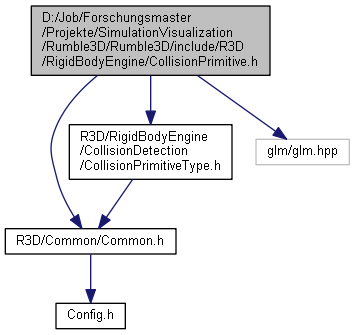 D:/Job/Forschungsmaster
/Projekte/SimulationVisualization
/Rumble3D/Rumble3D/include/R3D
/RigidBodyEngine/CollisionPrimitive.h
R3D/RigidBodyEngine
/CollisionDetection
/CollisionPrimitiveType.h
glm/glm.hpp
R3D/Common/Common.h
Config.h